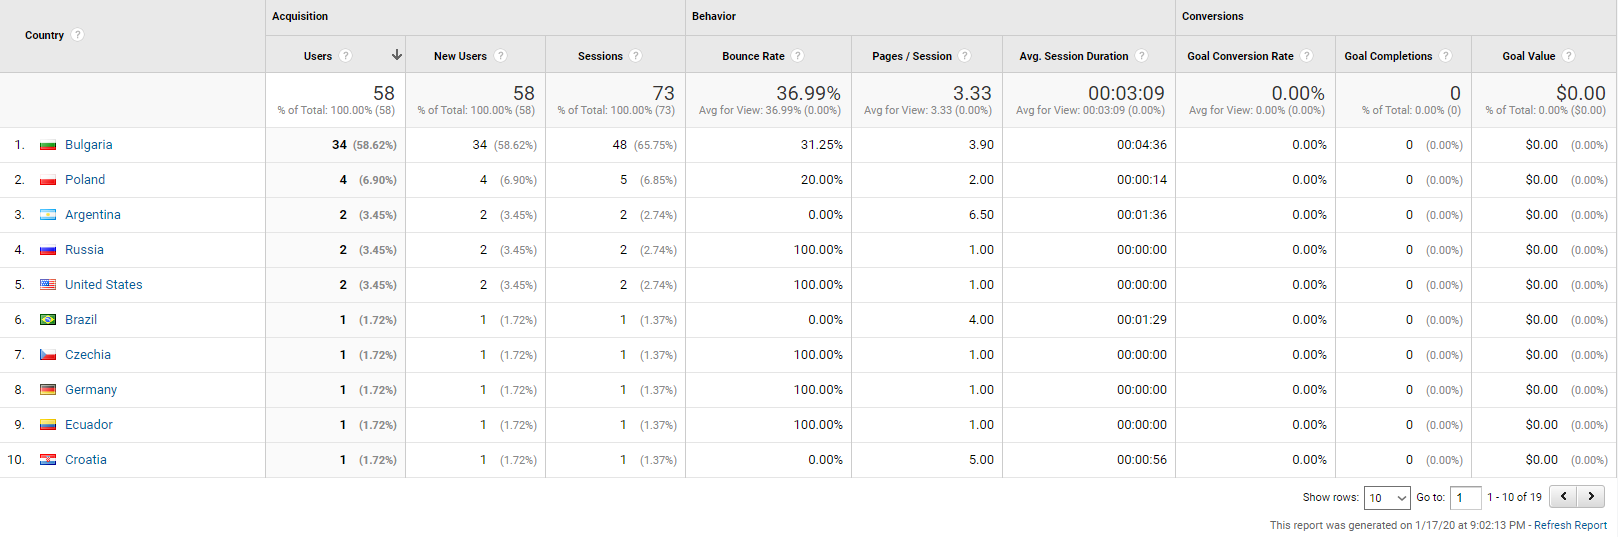 Country ? Acquisition Behavior Conversions
Users ? New Users ? Sessions ? Bounce Rate ? Pages / Session ? Avg. Session Duration ? Goal Conversion Rate ? Goal Completions ? Goal Value ?
58 58 73 36.99% 3.33 00:03:09 0.00% 0 $0.00
% of Total: 100.00% (58) % of Total: 100.00% (58) % of Total: 100.00% (73) Avg for View: 36.99% (0.00%) Avg for View: 3.33 (0.00%) Avg for View: 00:03:09 (0.00%) Avg for View: 0.00% (0.00%) % of Total: 0.00% (0) % of Total: 0.00% ($0.00)
1. Bulgaria 34 (58.62%) 34 (58.62%) 48 (65.75%) 31.25% 3.90 00:04:36 0.00% 0 (0.00%) $0.00 (0.00%)
2. Poland 4 (6.90%) 4 (6.90%) 5 (6.85%) 20.00% 2.00 00:00:14 0.00% 0 (0.00%) $0.00 (0.00%)
3. Argentina 2 (3.45%) 2 (3.45%) 2 (2.74%) 0.00% 6.50 00:01:36 0.00% 0 (0.00%) $0.00 (0.00%)
4. Russia 2 (3.45%) 2 (3.45%) 2 (2.74%) 100.00% 1.00 00:00:00 0.00% 0 (0.00%) $0.00 (0.00%)
5. United States 2 (3.45%) 2 (3.45%) 2 (2.74%) 100.00% 1.00 00:00:00 0.00% 0 (0.00%) $0.00 (0.00%)
6. Brazil 1 (1.72%) 1 (1.72%) 1 (1.37%) 0.00% 4.00 00:01:29 0.00% 0 (0.00%) $0.00 (0.00%)
7. Czechia 1 (1.72%) 1 (1.72%) 1 (1.37%) 100.00% 1.00 00:00:00 0.00% 0 (0.00%) $0.00 (0.00%)
8. Germany 1 (1.72%) 1 (1.72%) 1 (1.37%) 100.00% 1.00 00:00:00 0.00% 0 (0.00%) $0.00 (0.00%)
9. Ecuador 1 (1.72%) 1 (1.72%) 1 (1.37%) 100.00% 1.00 00:00:00 0.00% 0 (0.00%) $0.00 (0.00%)
10. Croatia 1 (1.72%) 1 (1.72%) 1 (1.37%) 0.00% 5.00 00:00:56 0.00% 0 (0.00%) $0.00 (0.00%)
Show rows: 10 Go to: 1 1 - 10 of 19
This report was generated on 1/17/20 at 9:02:13 PM - Refresh Report